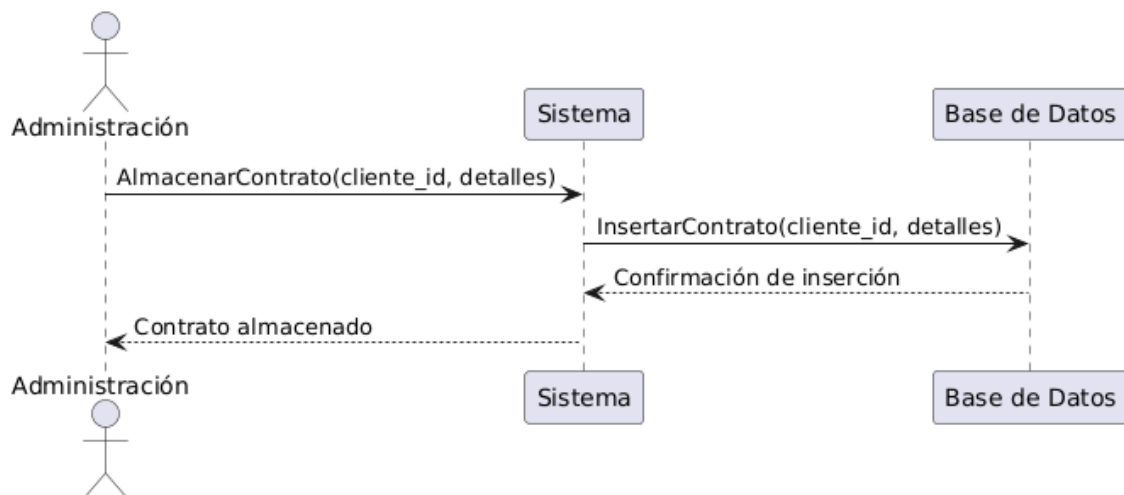 Administración
Sistema
Base de Datos
AlmacenarContrato(cliente_id, detalles)
InsertarContrato(cliente_id, detalles)
Confirmación de inserción
Contrato almacenado
Administración
Sistema
Base de Datos